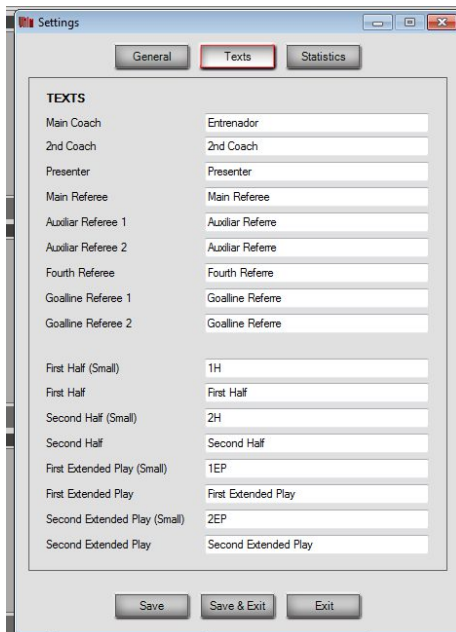 Settings
General Texts Statistics
TEXTS
Main Coach Entrenador
2nd Coach 2nd Coach
Presenter Presenter
Main Referee Main Referee
Auxiliar Referee 1 Auxiliar Referre
Auxiliar Referee 2 Auxiliar Referre
Fourth Referee Fourth Referre
Goalline Referee 1 Goalline Referre
Goalline Referee 2 Goalline Referre
First Half (Small) 1H
First Half First Half
Second Half (Small) 2H
Second Half Second Half
First Extended Play (Small) 1EP
First Extended Play First Extended Play
Second Extended Play (Small) 2EP
Second Extended Play Second Extended Play
Save Save & Exit Exit